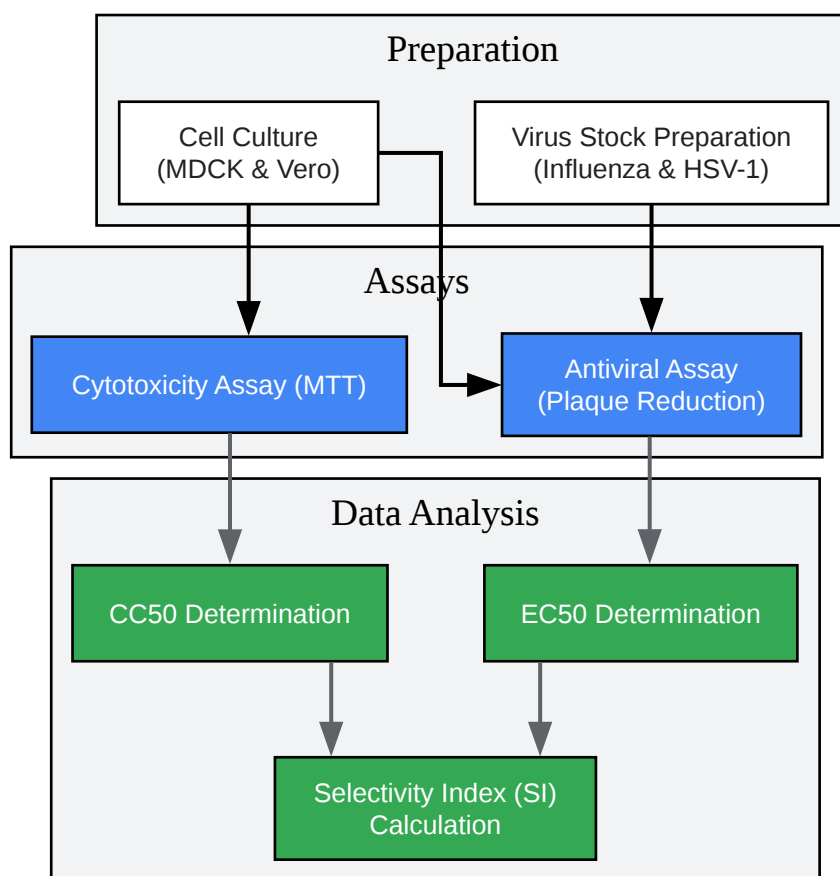 Preparation
Cell Culture
(MDCK & Vero)
Virus Stock Preparation
(Influenza & HSV-1)
Assays
Cytotoxicity Assay (MTT)
Antiviral Assay
(Plaque Reduction)
Data Analysis
CC50 Determination
EC50 Determination
Selectivity Index (SI)
Calculation